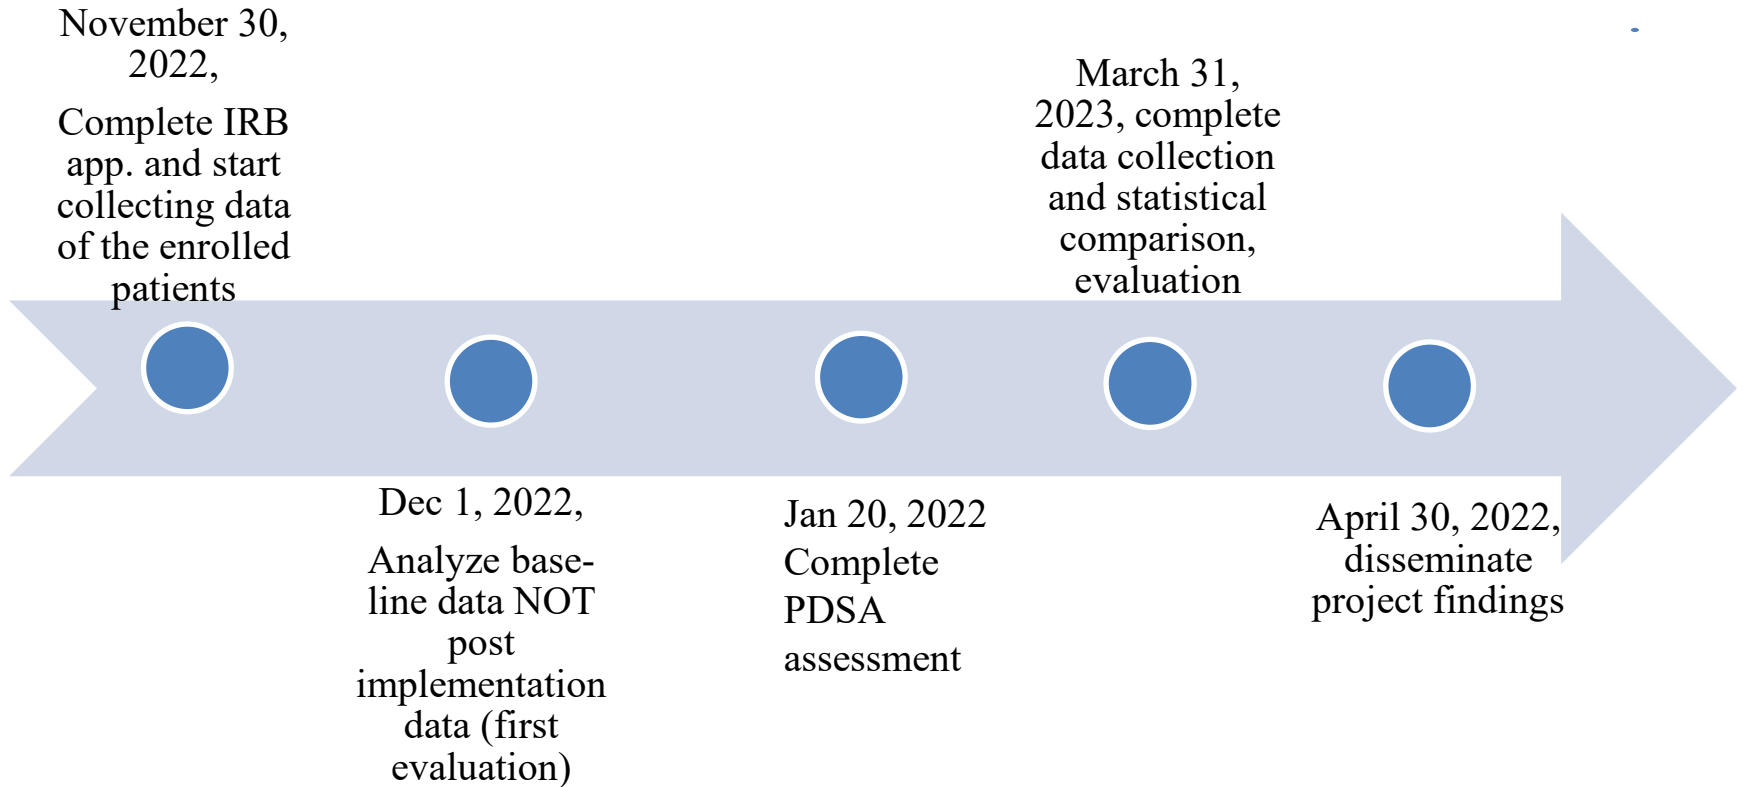 November 30,
2022,
Complete IRB
app. and start
collecting data
of the enrolled
patients
Dec 1, 2022,
Analyze base-
line data NOT
post
implementation
data (first
evaluation)
Jan 20, 2022
Complete
PDSA
assessment
March 31,
2023, complete
data collection
and statistical
comparison,
evaluation
April 30, 2022,
disseminate
project findings